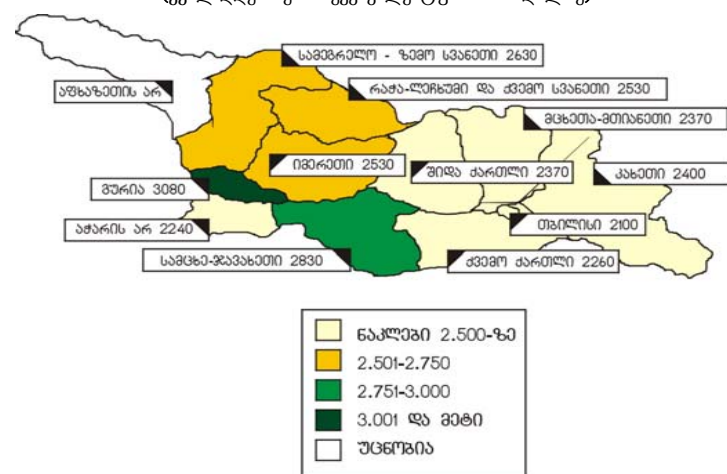 სამეგრელო - ზემო სვანეთი 2630
აფხაზეთის არ
რაჭა-ლეჩხუმი და ქვემო სვანეთი 2530
მცხეთა-მთიანეთი 2370
იმერეთი 2530
შიდა ქართლი 2370
კახეთი 2400
გურია 3080
აჭარის არ 2240
თბილისი 2100
სამცხე-ჯავახეთი 2830
ქვემო ქართლი 2260
ნაკლები 2.500-ზე
2.501-2.750
2.751-3.000
3.001 და მეტი
უცნობია